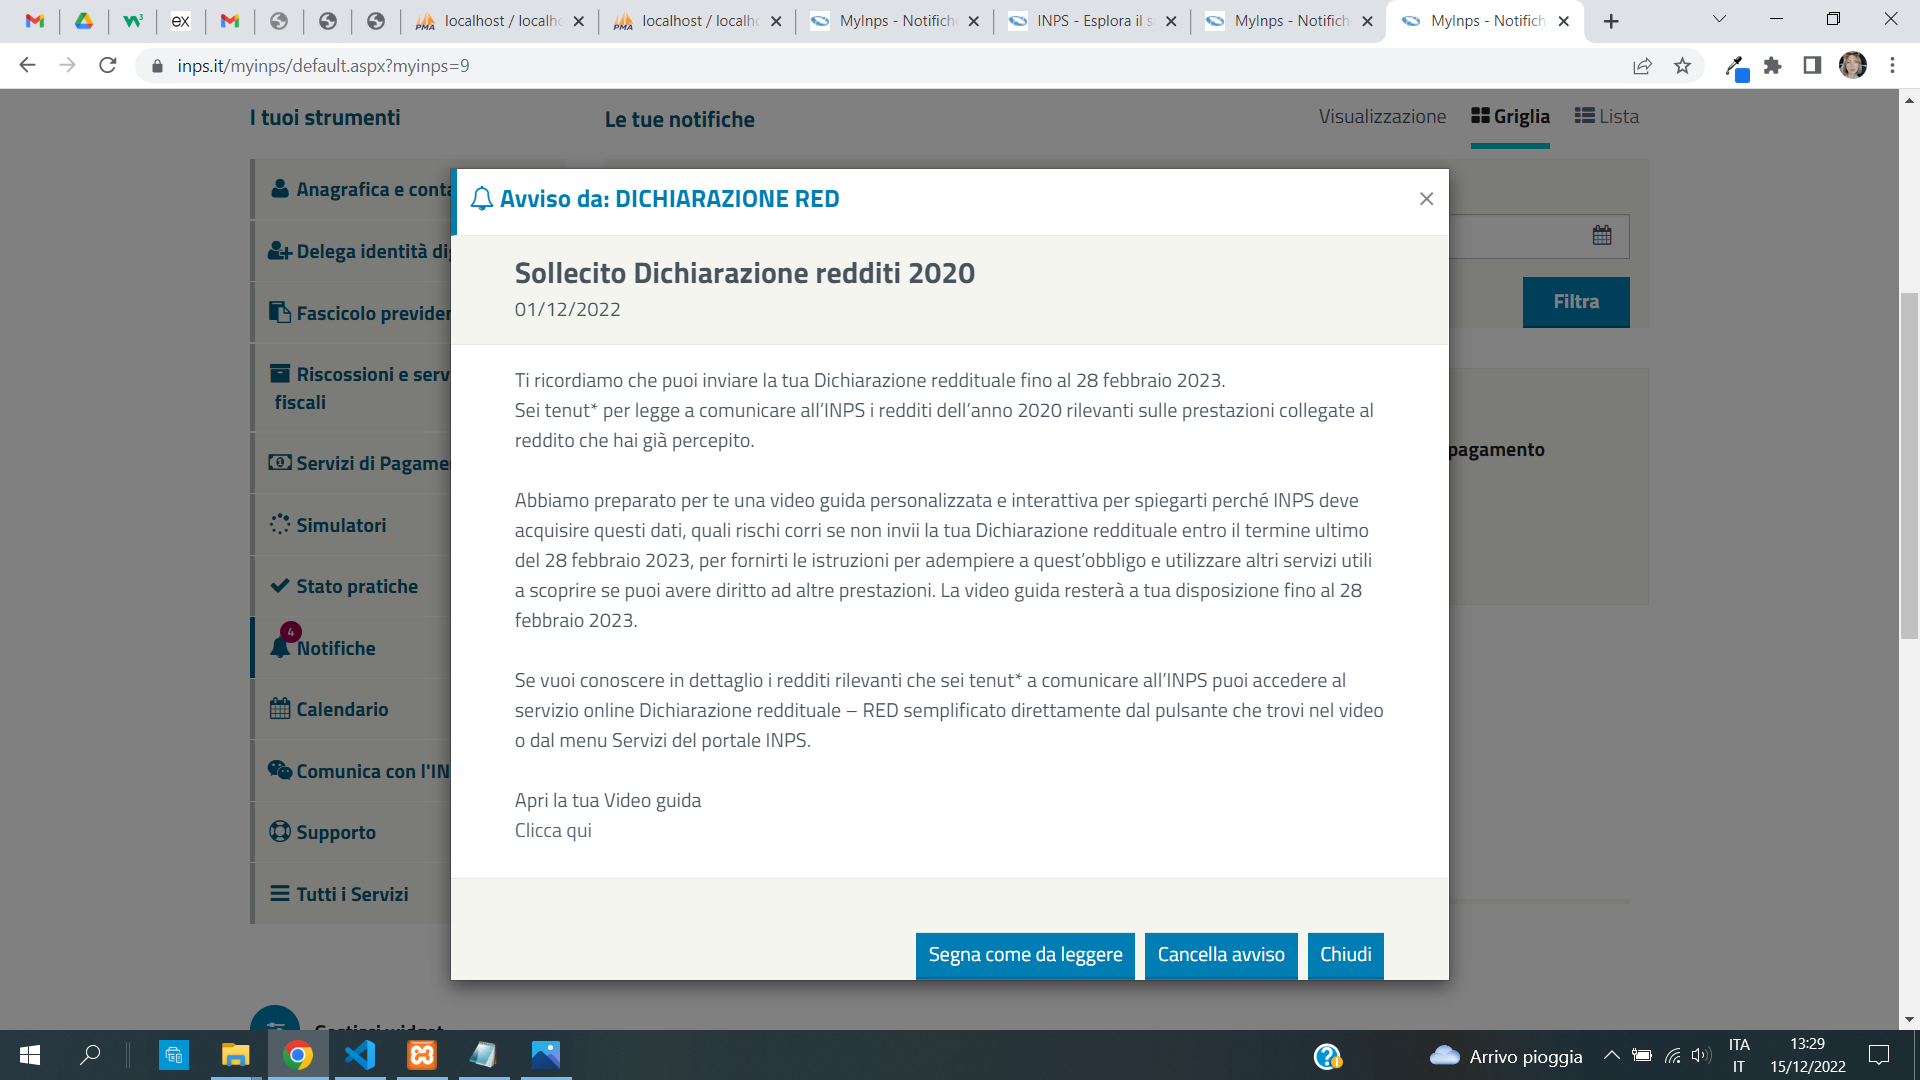 ex
localhost / localho
localhost / localho
MyInps - Notifiche
INPS - Esplora il s
MyInps - Notifiche
MyInps - Notifich
inps.it/myinps/default.aspx?myinps=9
I tuoi strumenti
Le tue notifiche
Visualizzazione
Griglia
Lista
Anagrafica e conta
Delega identità dig
Fascicolo previden
Riscossioni e serv
fiscali
Servizi di Pagame
Simulatori
Stato pratiche
4
Notifiche
Calendario
Comunica con l'IN
Supporto
Tutti i Servizi
Avviso da: DICHIARAZIONE RED
×
Sollecito Dichiarazione redditi 2020
01/12/2022
Ti ricordiamo che puoi inviare la tua Dichiarazione reddituale fino al 28 febbraio 2023.
Sei tenut* per legge a comunicare all’INPS i redditi dell’anno 2020 rilevanti sulle prestazioni collegate al
reddito che hai già percepito.
Abbiamo preparato per te una video guida personalizzata e interattiva per spiegarti perché INPS deve
acquisire questi dati, quali rischi corri se non invii la tua Dichiarazione reddituale entro il termine ultimo
del 28 febbraio 2023, per fornirti le istruzioni per adempiere a quest’obbligo e utilizzare altri servizi utili
a scoprire se puoi avere diritto ad altre prestazioni. La video guida resterà a tua disposizione fino al 28
febbraio 2023.
Se vuoi conoscere in dettaglio i redditi rilevanti che sei tenut* a comunicare all’INPS puoi accedere al
servizio online Dichiarazione reddituale – RED semplificato direttamente dal pulsante che trovi nel video
o dal menu Servizi del portale INPS.
Apri la tua Video guida
Clicca qui
Segna come da leggere
Cancella avviso
Chiudi
Filtra
pagamento
Gestisci widget
Arrivo pioggia
ITA
IT
13:29
15/12/2022